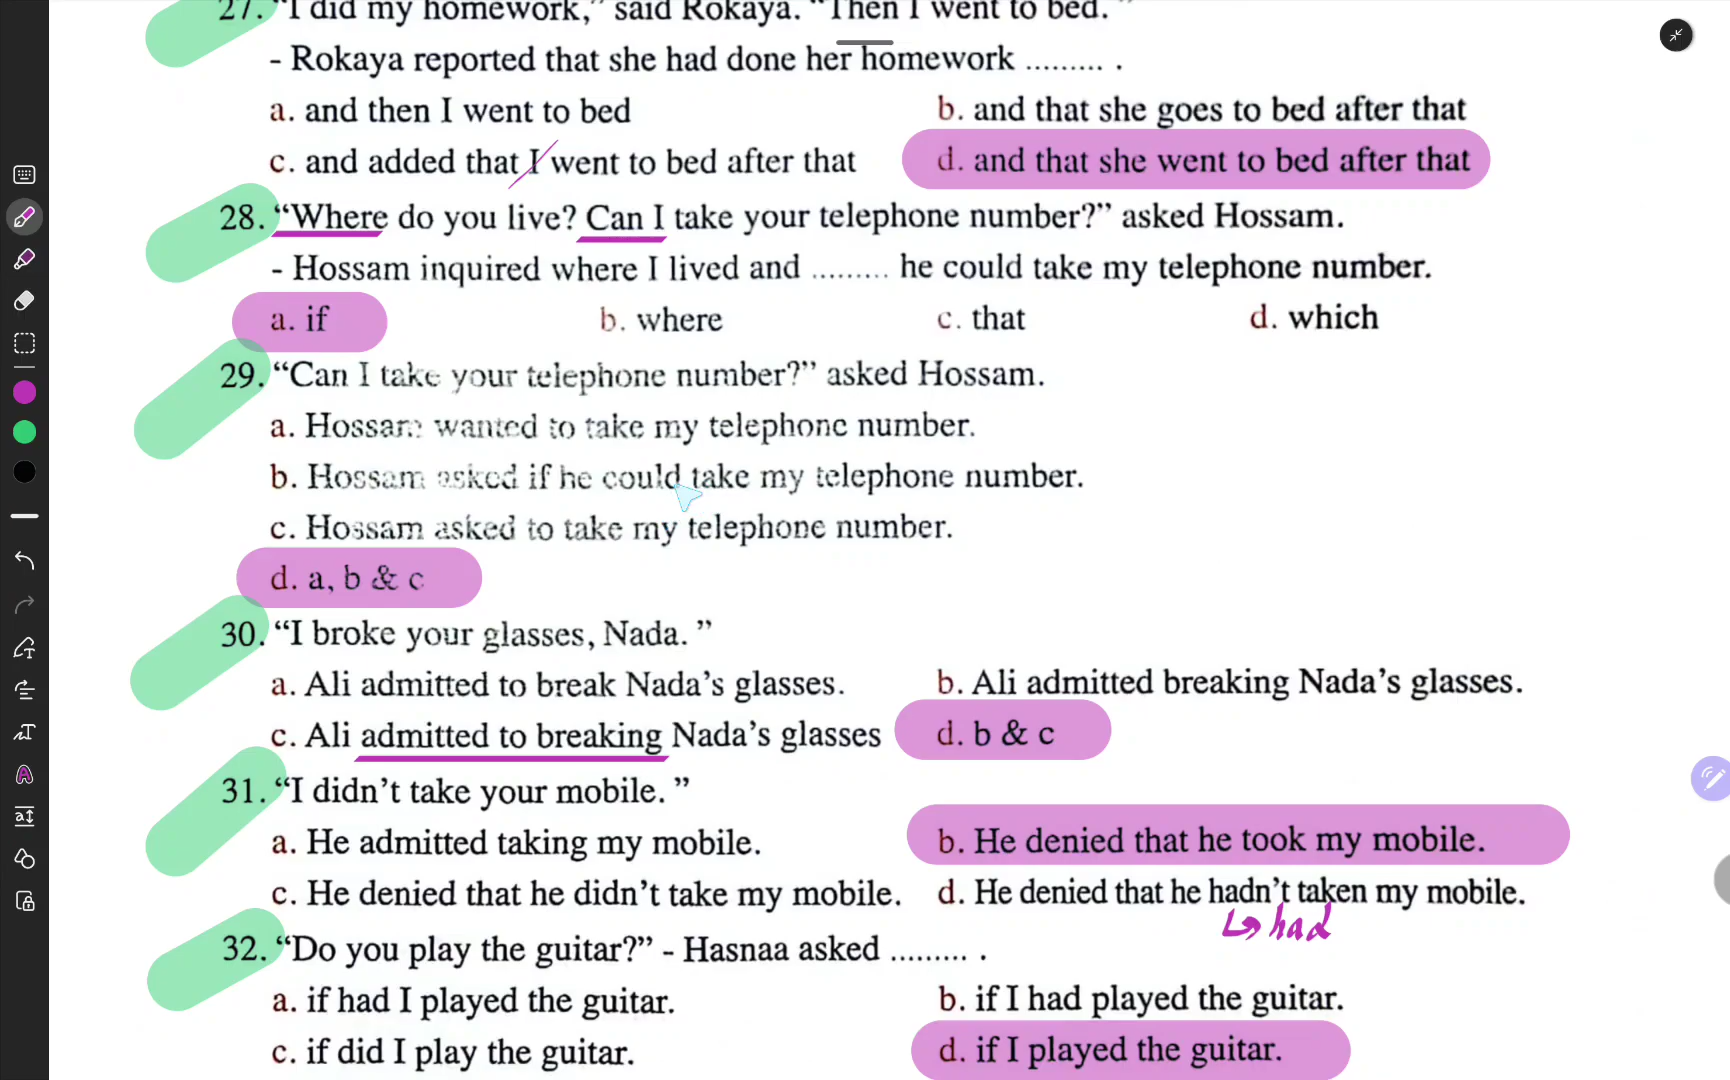 27. “I did my homework,” said Rokaya. “Then I went to bed. ”
- Rokaya reported that she had done her homework ......... .
a. and then I went to bed
b. and that she goes to bed after that
c. and added that I went to bed after that
d. and that she went to bed after that
28. “Where do you live? Can I take your telephone number?” asked Hossam.
- Hossam inquired where I lived and ......... he could take my telephone number.
a. if
b. where
c. that
d. which
29. “Can I take your telephone number?” asked Hossam.
a. Hossam wanted to take my telephone number.
b. Hossam asked if he could take my telephone number.
c. Hossam asked to take my telephone number.
d. a, b & c
30. “I broke your glasses, Nada. ”
a. Ali admitted to break Nada’s glasses.
b. Ali admitted breaking Nada’s glasses.
c. Ali admitted to breaking Nada’s glasses
d. b & c
31. “I didn’t take your mobile. ”
a. He admitted taking my mobile.
b. He denied that he took my mobile.
c. He denied that he didn’t take my mobile.
d. He denied that he hadn’t taken my mobile.
↳ had
32. “Do you play the guitar?” - Hasnaa asked ......... .
a. if had I played the guitar.
b. if I had played the guitar.
c. if did I play the guitar.
d. if I played the guitar.